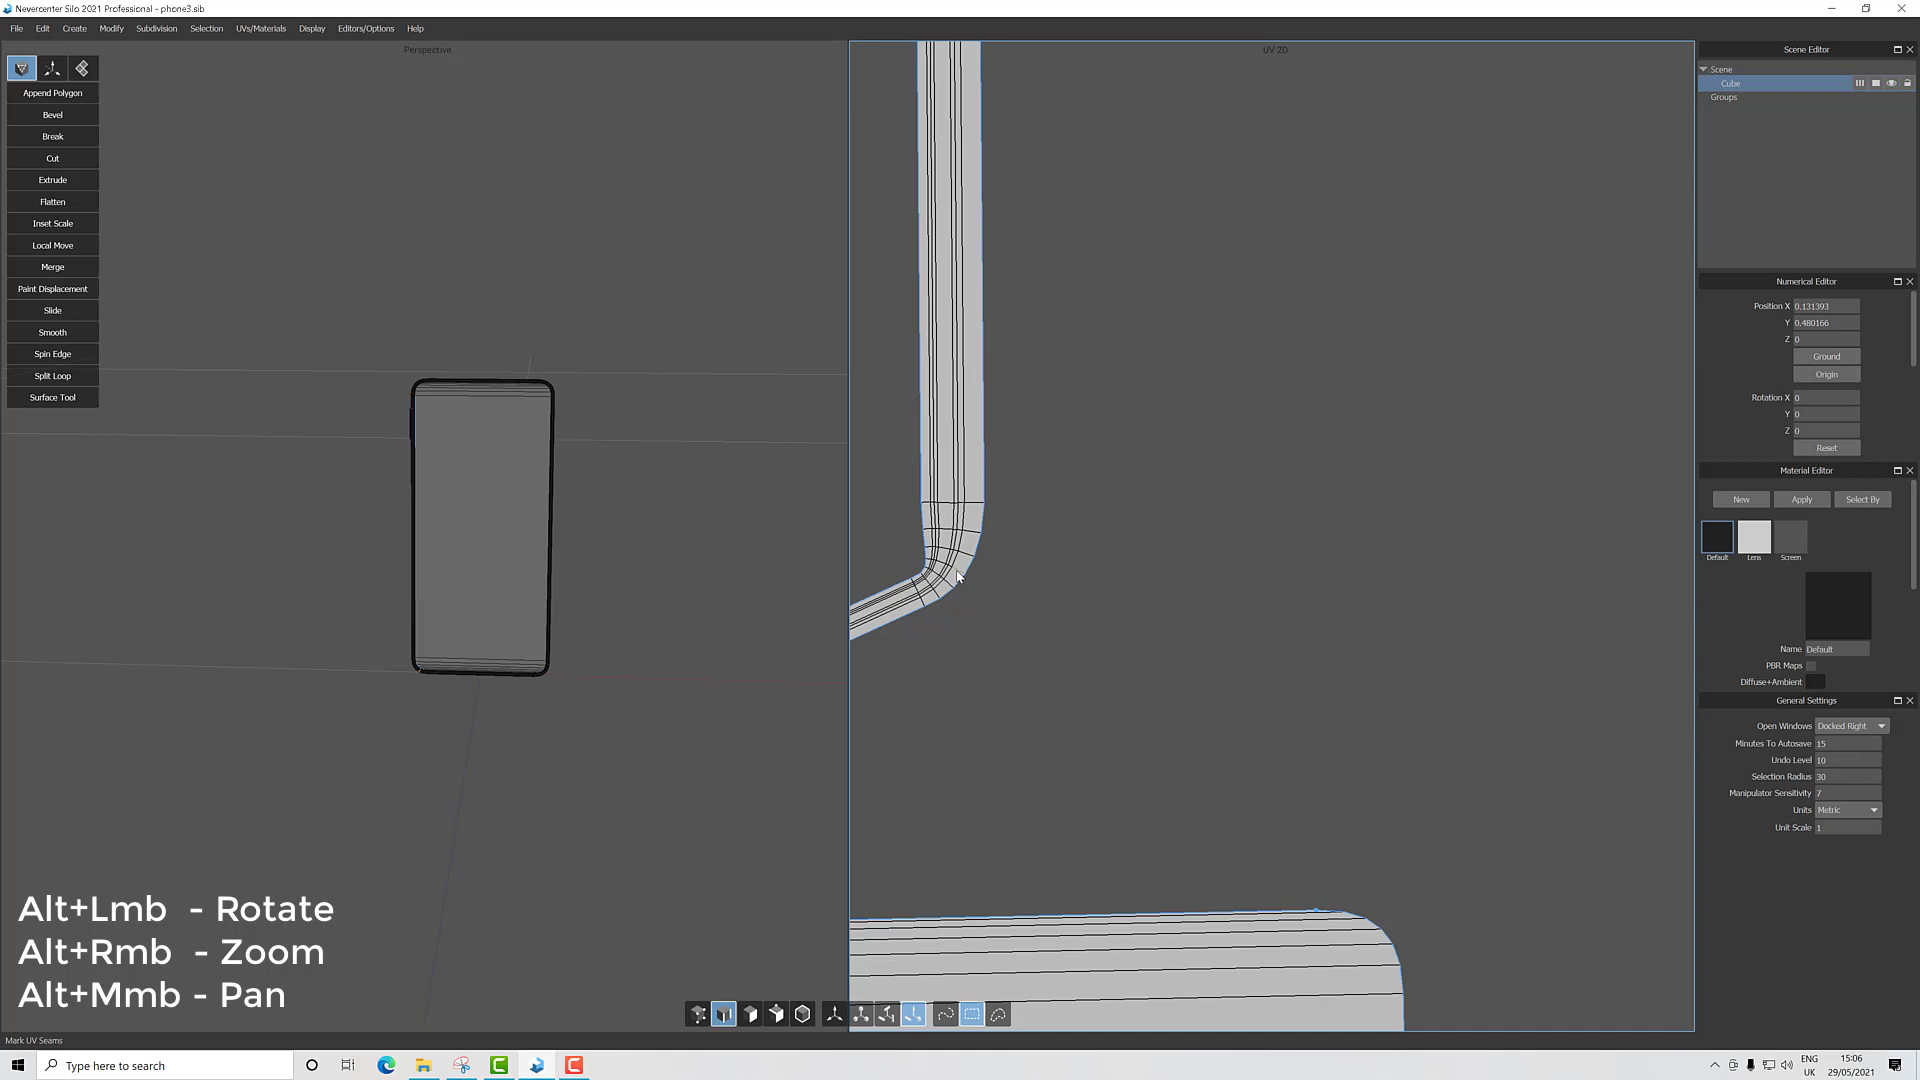 Nevercenter Silo 2021 Professional - phone3.sib
File Edit Create Modify Subdivision Selection UVs/Materials Display Editors/Options Help
Perspective
UV 2D
Append Polygon
Bevel
Break
Cut
Extrude
Flatten
Inset Scale
Local Move
Merge
Paint Displacement
Slide
Smooth
Spin Edge
Split Loop
Surface Tool
Scene Editor
Scene
Cube
Groups
Numerical Editor
Position X 0.131393
Y 0.480166
Z 0
Ground
Origin
Rotation X 0
Y 0
Z 0
Reset
Material Editor
New Apply Select By
Default Lens Screen
Name Default
PBR Maps
Diffuse+Ambient
General Settings
Open Windows Docked Right
Minutes To Autosave 15
Undo Level 10
Selection Radius 30
Manipulator Sensitivity 7
Units Metric
Unit Scale 1
Alt+Lmb - Rotate
Alt+Rmb - Zoom
Alt+Mmb - Pan
Mark UV Seams
Type here to search
ENG
UK
15:06
29/05/2021